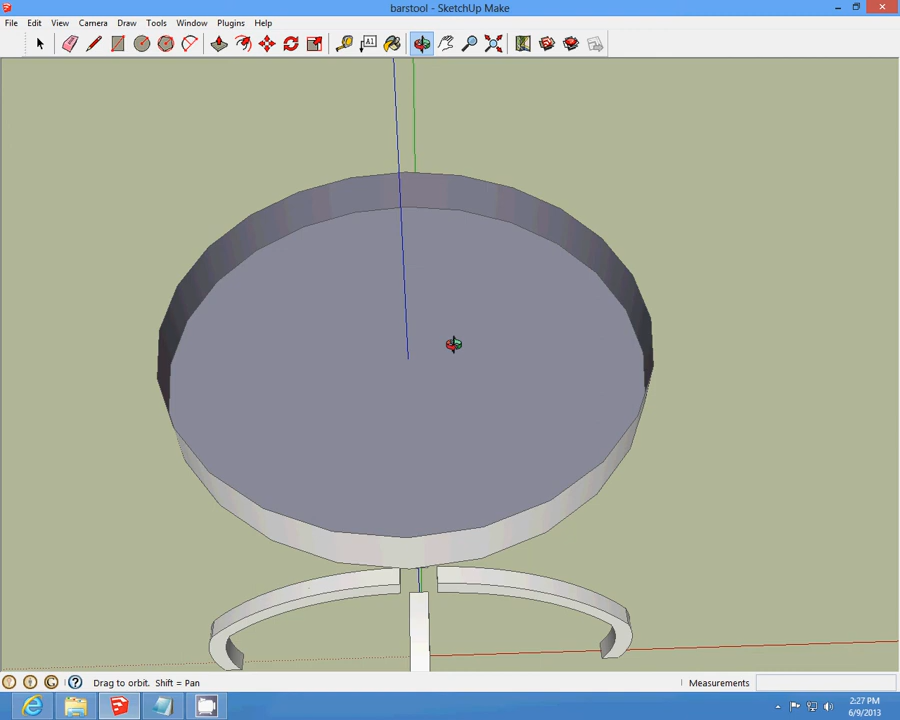 barstool - SketchUp Make
File Edit View Camera Draw Tools Window Plugins Help
A1
Drag to orbit. Shift = Pan
Measurements
2:27 PM
6/9/2013